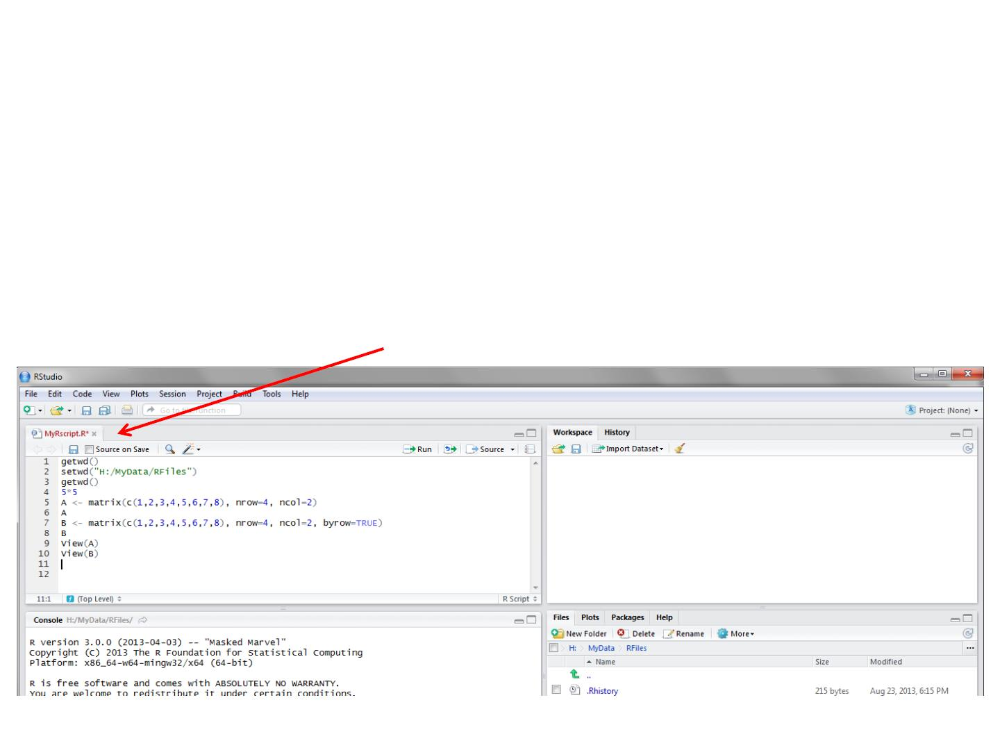 RStudio
File Edit Code View Plots Session Project Build Tools Help
Go to file/function
Project: (None)
MyRscript.R*
Source on Save Run Source
1 getwd()
2 setwd("H:/MyData/RFiles")
3 getwd()
4 5*5
5 A <- matrix(c(1,2,3,4,5,6,7,8), nrow=4, ncol=2)
6 A
7 B <- matrix(c(1,2,3,4,5,6,7,8), nrow=4, ncol=2, byrow=TRUE)
8 B
9 View(A)
10 View(B)
11
12
11:1 (Top Level) R Script
Console H:/MyData/RFiles/
R version 3.0.0 (2013-04-03) -- "Masked Marvel"
Copyright (C) 2013 The R Foundation for Statistical Computing
Platform: x86_64-w64-mingw32/x64 (64-bit)
R is free software and comes with ABSOLUTELY NO WARRANTY.
You are welcome to redistribute it under certain conditions.
Workspace History
Import Dataset
Files Plots Packages Help
New Folder Delete Rename More
H: MyData RFiles ...
Name Size Modified
..
.Rhistory 215 bytes Aug 23, 2013, 6:15 PM